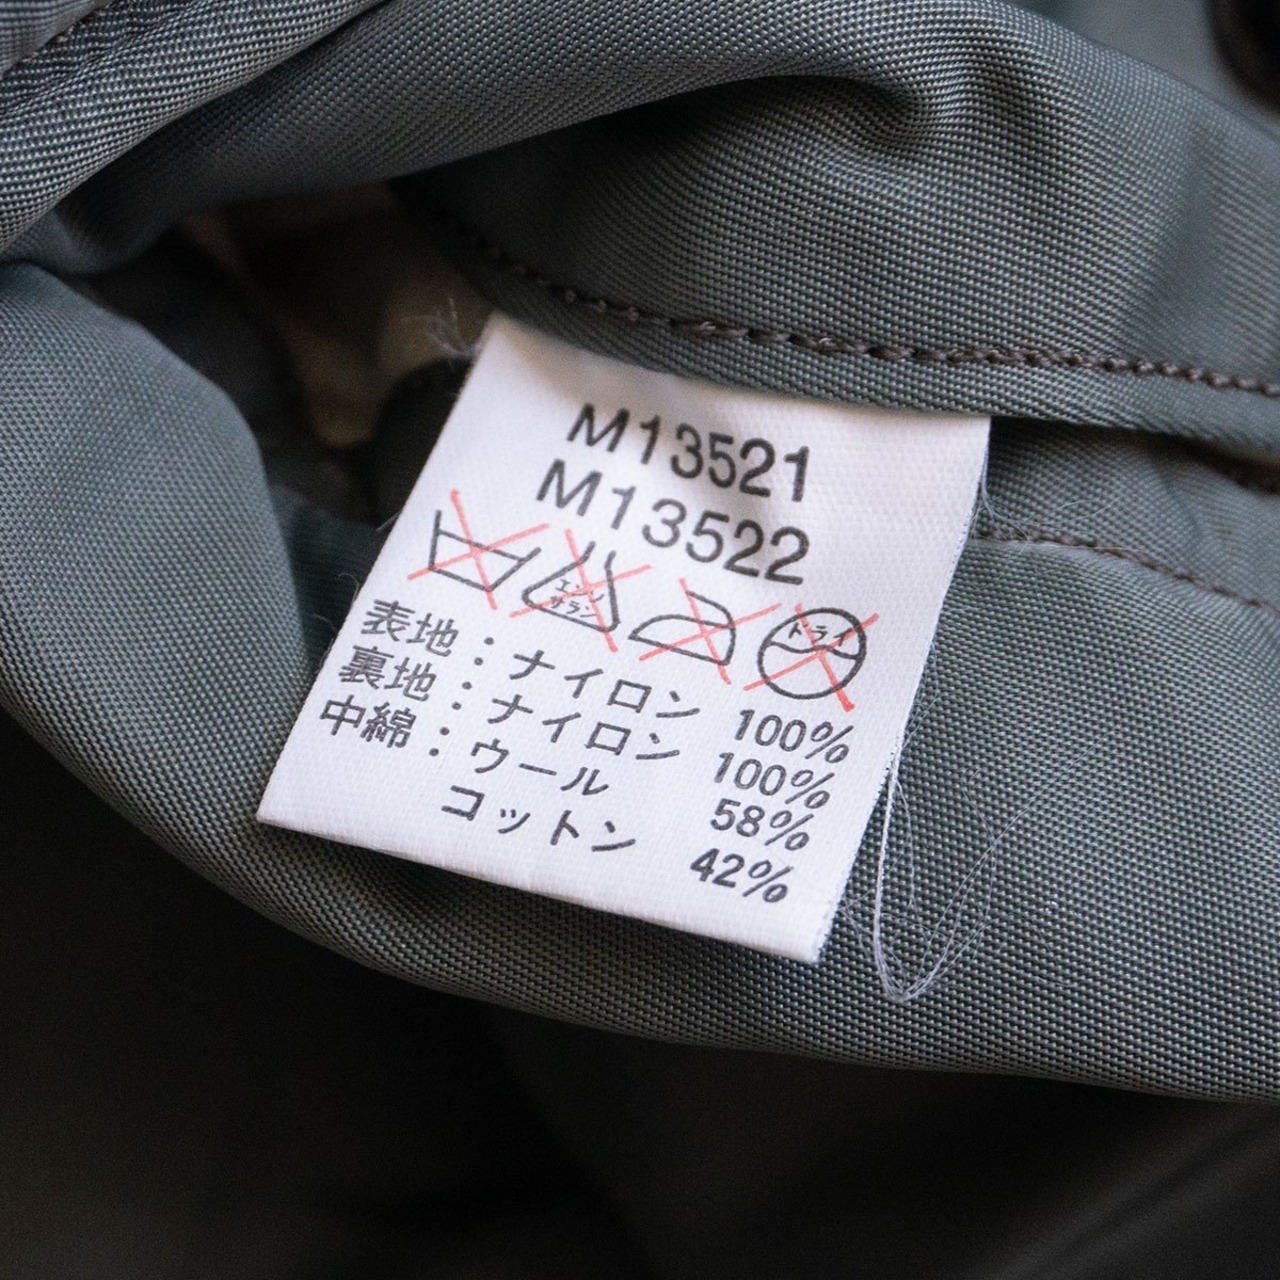 M13521
M13522
エンソ サラシ ドライ
表地：ナイロン 100%
裏地：ナイロン 100%
中綿：ウール 58%
コットン 42%